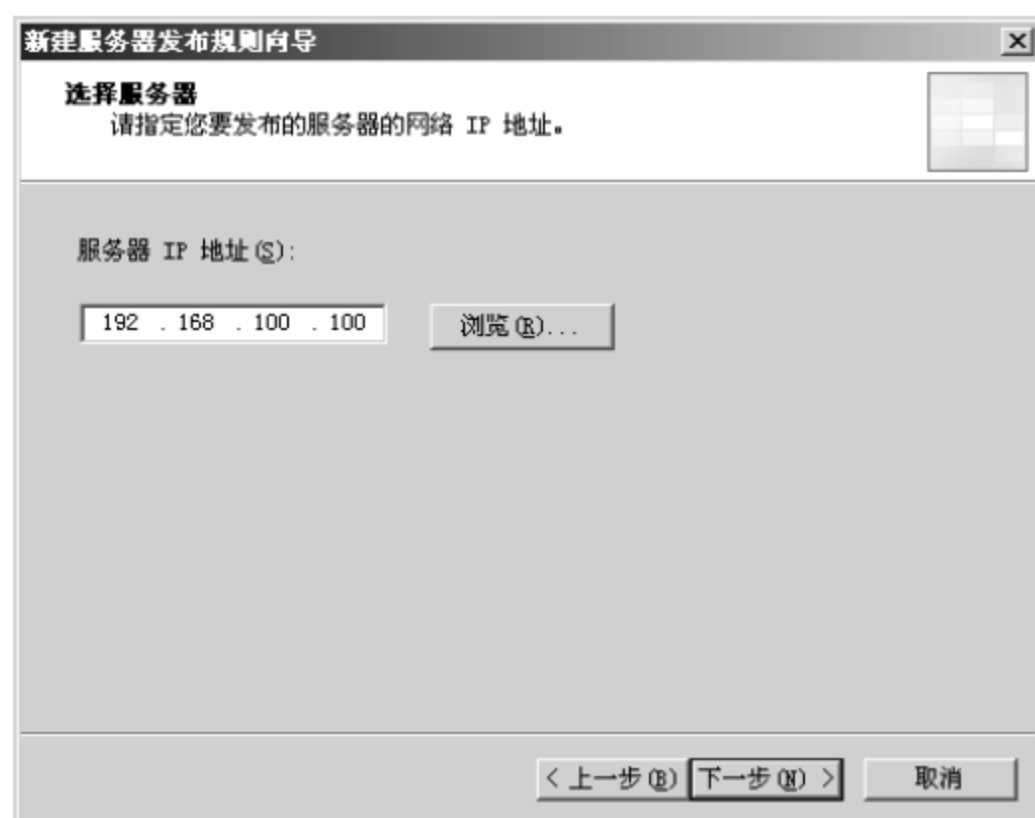 新建服务器发布规则向导
选择服务器
请指定您要发布的服务器的网络 IP 地址。
服务器 IP 地址(S):
192 . 168 . 100 . 100
浏览(R)...
< 上一步(B) 下一步(N) > 取消